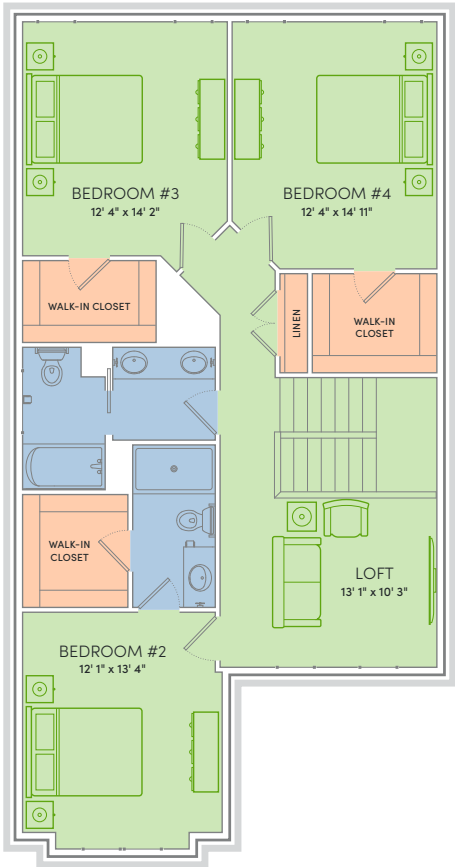 BEDROOM #3
12' 4" x 14' 2"
BEDROOM #4
12' 4" x 14' 11"
WALK-IN CLOSET
LINEN
WALK-IN
CLOSET
WALK-IN
CLOSET
LOFT
13' 1" x 10' 3"
BEDROOM #2
12' 1" x 13' 4"